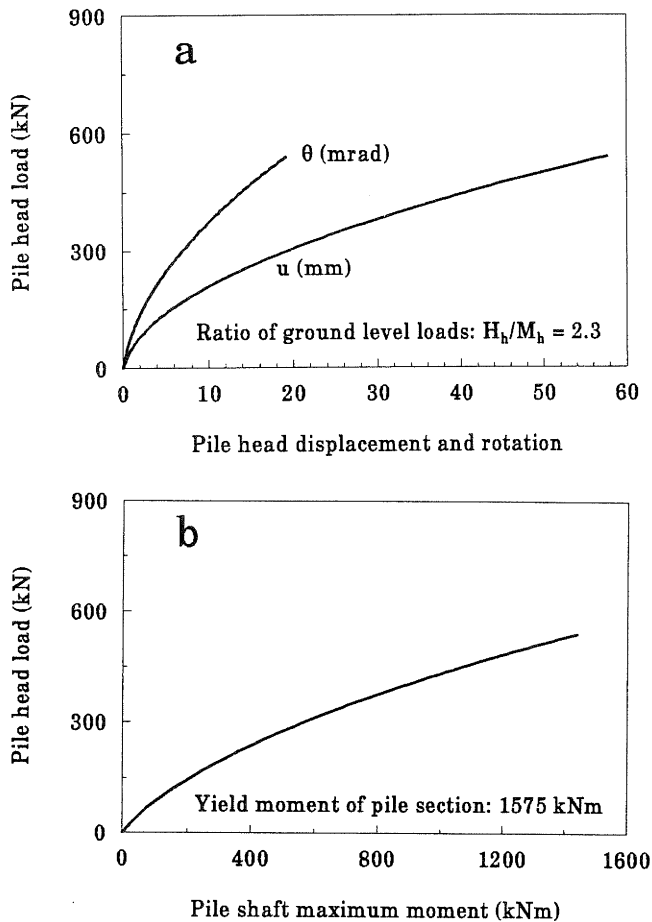 900
a
600
θ (mrad)
300
u (mm)
Ratio of ground level loads: Hₕ/Mₕ = 2.3
0
0 10 20 30 40 50 60
Pile head load (kN)
Pile head displacement and rotation
900
b
600
300
Yield moment of pile section: 1575 kNm
0
0 400 800 1200 1600
Pile head load (kN)
Pile shaft maximum moment (kNm)